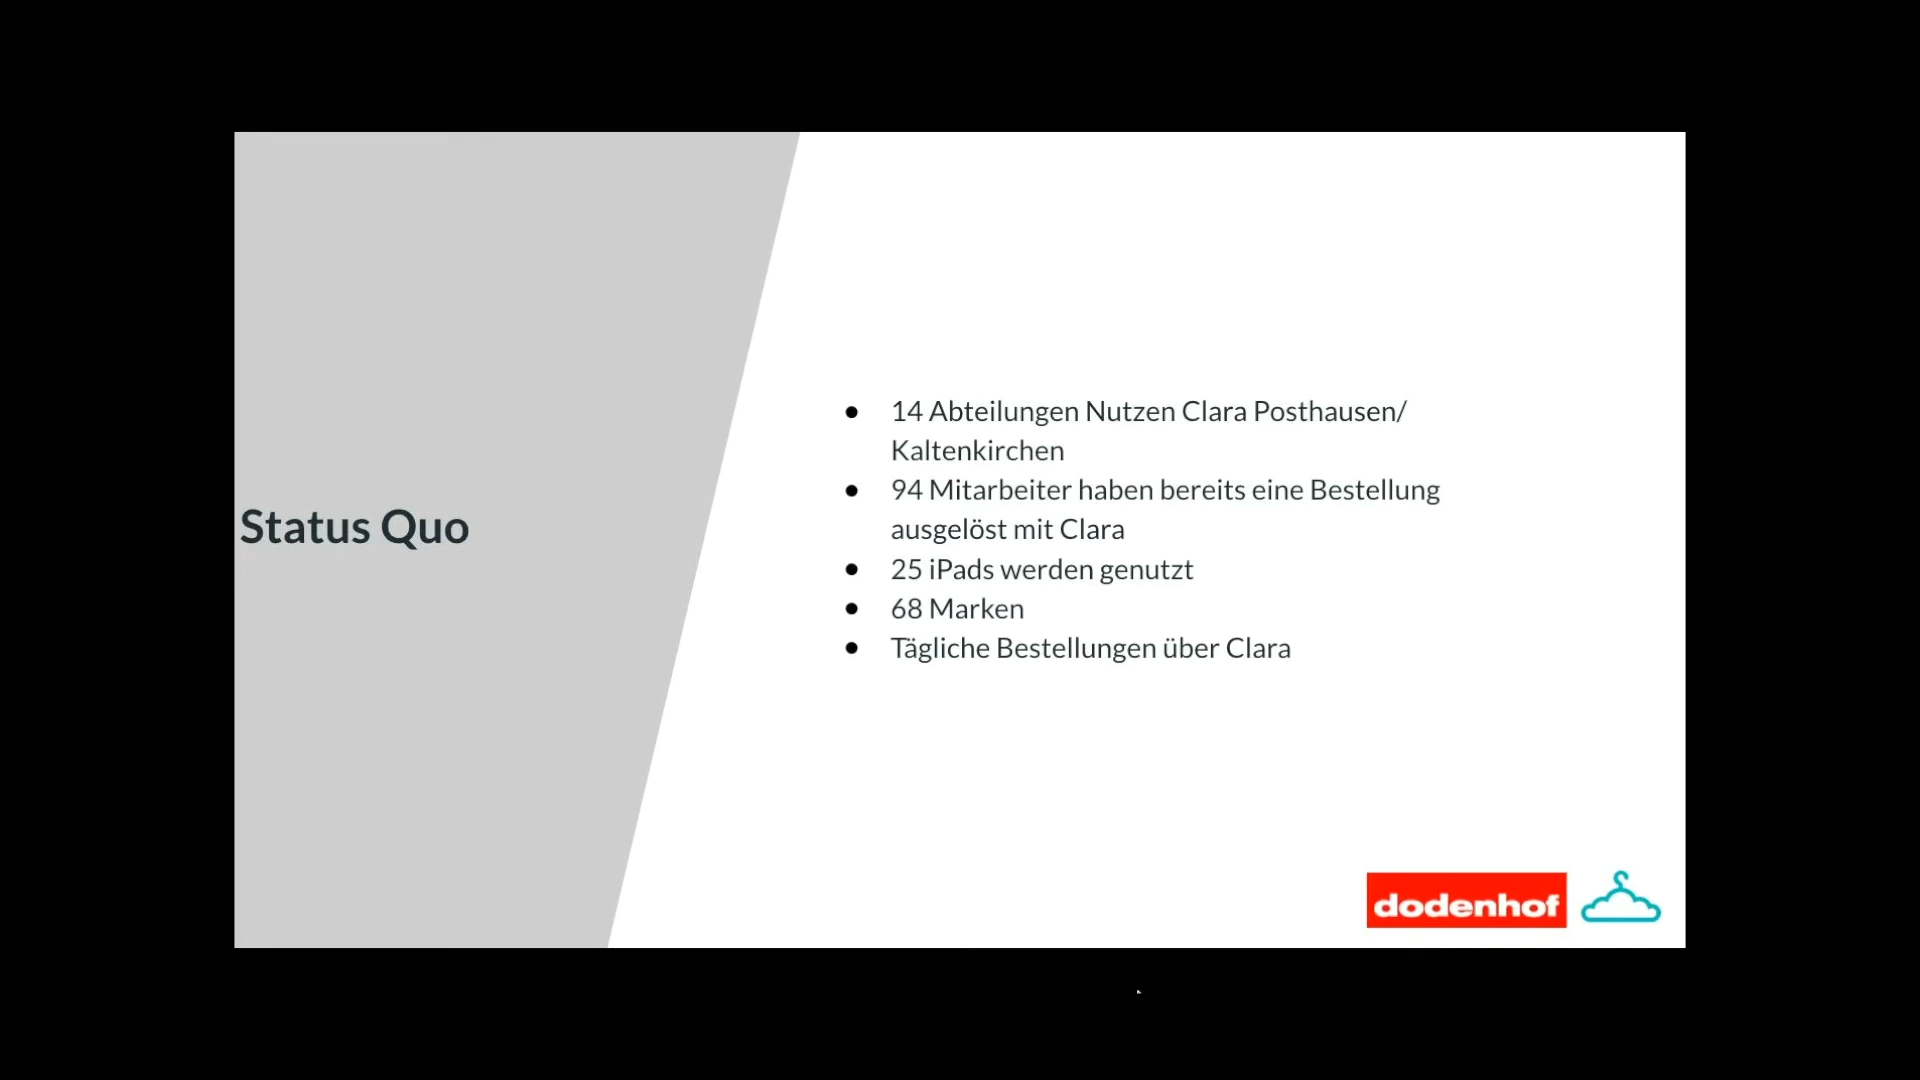 Status Quo
● 14 Abteilungen Nutzen Clara Posthausen/
Kaltenkirchen
● 94 Mitarbeiter haben bereits eine Bestellung
ausgelöst mit Clara
● 25 iPads werden genutzt
● 68 Marken
● Tägliche Bestellungen über Clara
dodenhof